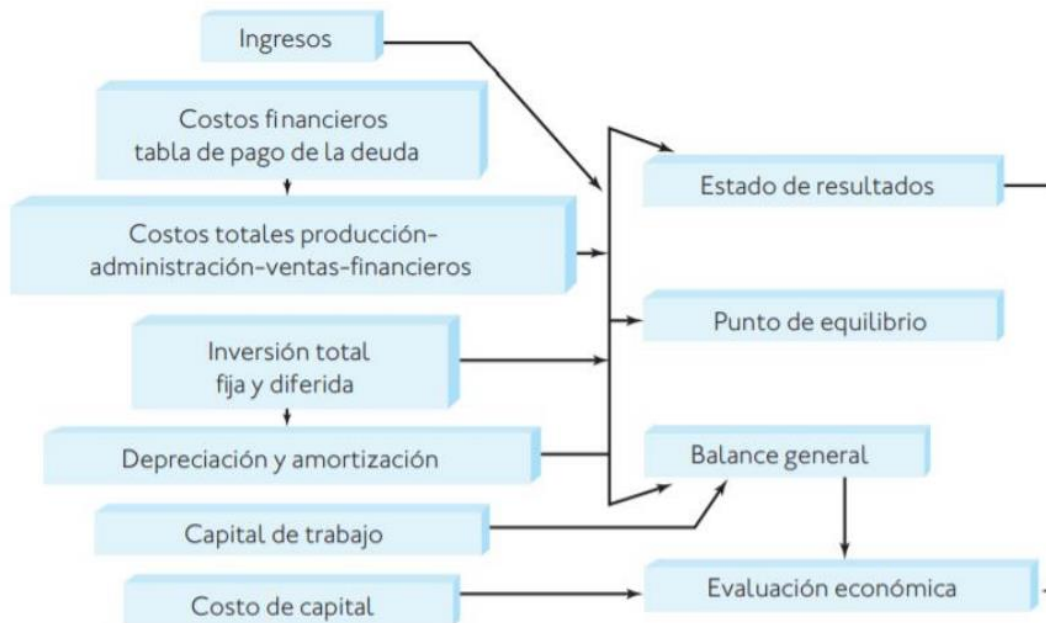 Ingresos
Costos financieros
tabla de pago de la deuda
Costos totales producción-
administración-ventas-financieros
Inversión total
fija y diferida
Depreciación y amortización
Capital de trabajo
Costo de capital
Estado de resultados
Punto de equilibrio
Balance general
Evaluación económica